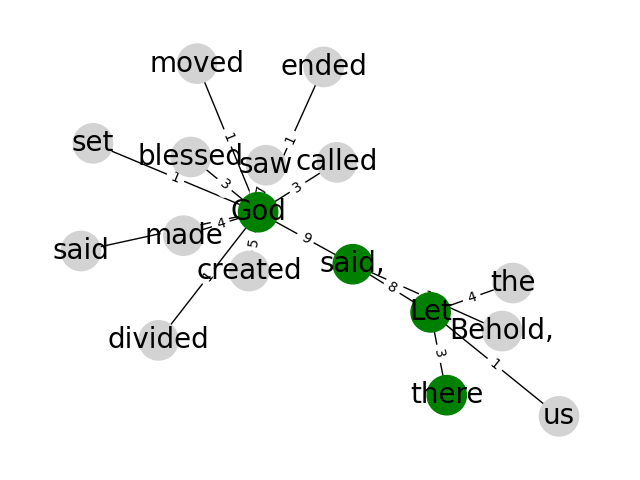 moved
ended
1
1
set
blessed
saw
called
1
3
3
God
4
made
9
5
said
said,
created
8
the
4
Let
Behold,
divided
3
1
there
us